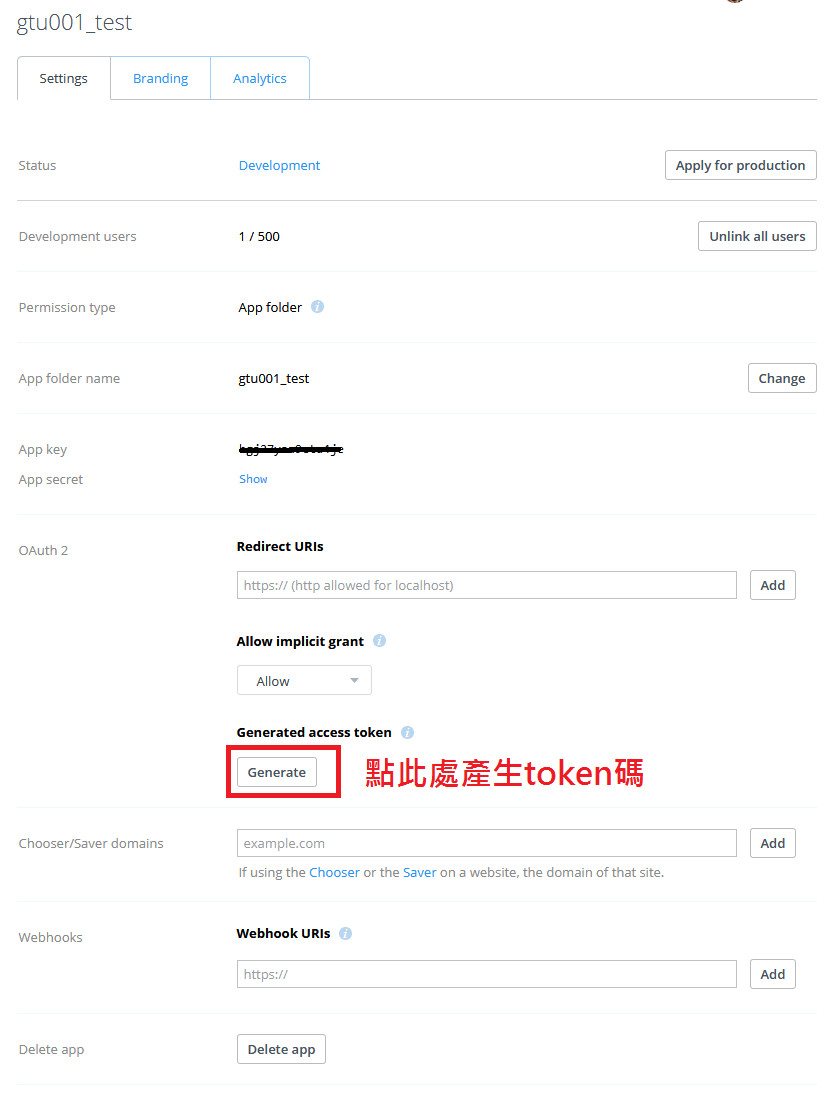 gtu001_test
Settings Branding Analytics
Status Development Apply for production
Development users 1 / 500 Unlink all users
Permission type App folder
App folder name gtu001_test Change
App key
App secret Show
OAuth 2 Redirect URIs
https:// (http allowed for localhost) Add
Allow implicit grant
Allow
Generated access token
Generate 點此處產生token碼
Chooser/Saver domains example.com Add
If using the Chooser or the Saver on a website, the domain of that site.
Webhooks Webhook URIs
https:// Add
Delete app Delete app